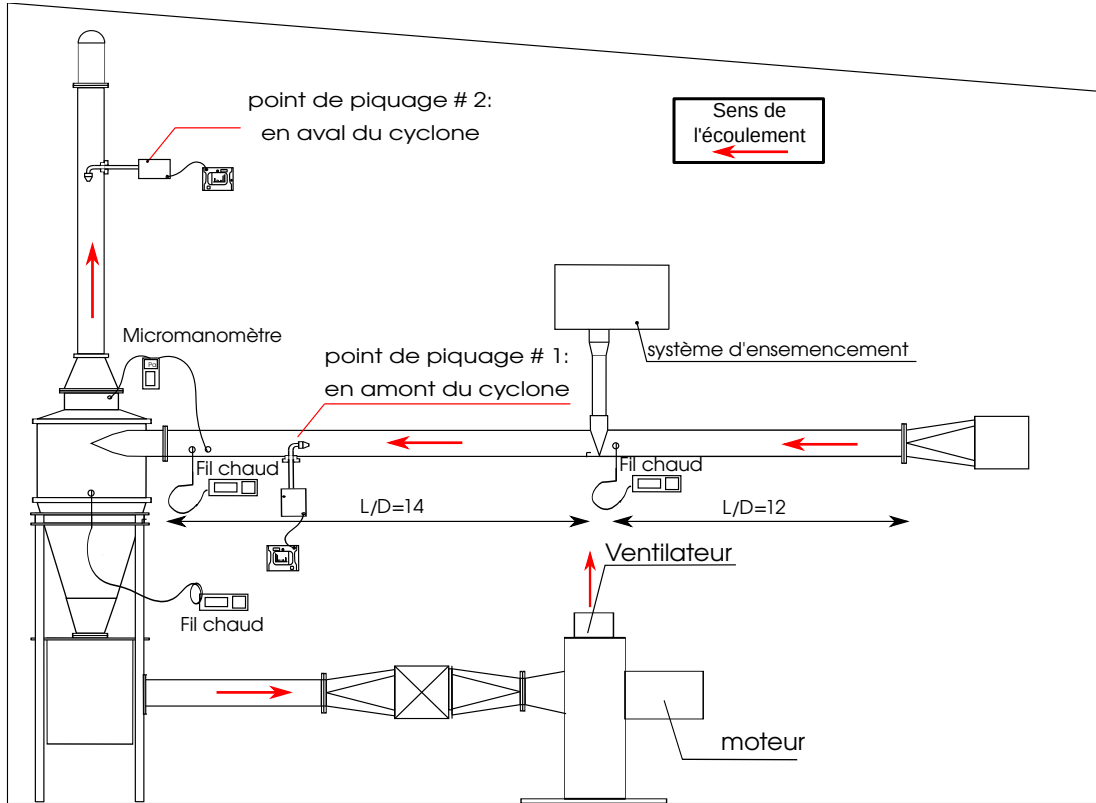 point de piquage # 2:
en aval du cyclone
Sens de
l'écoulement
Micromanomètre
Pa
point de piquage # 1:
en amont du cyclone
système d'ensemencement
Fil chaud
Fil chaud
L/D=14
L/D=12
Ventilateur
Fil chaud
moteur